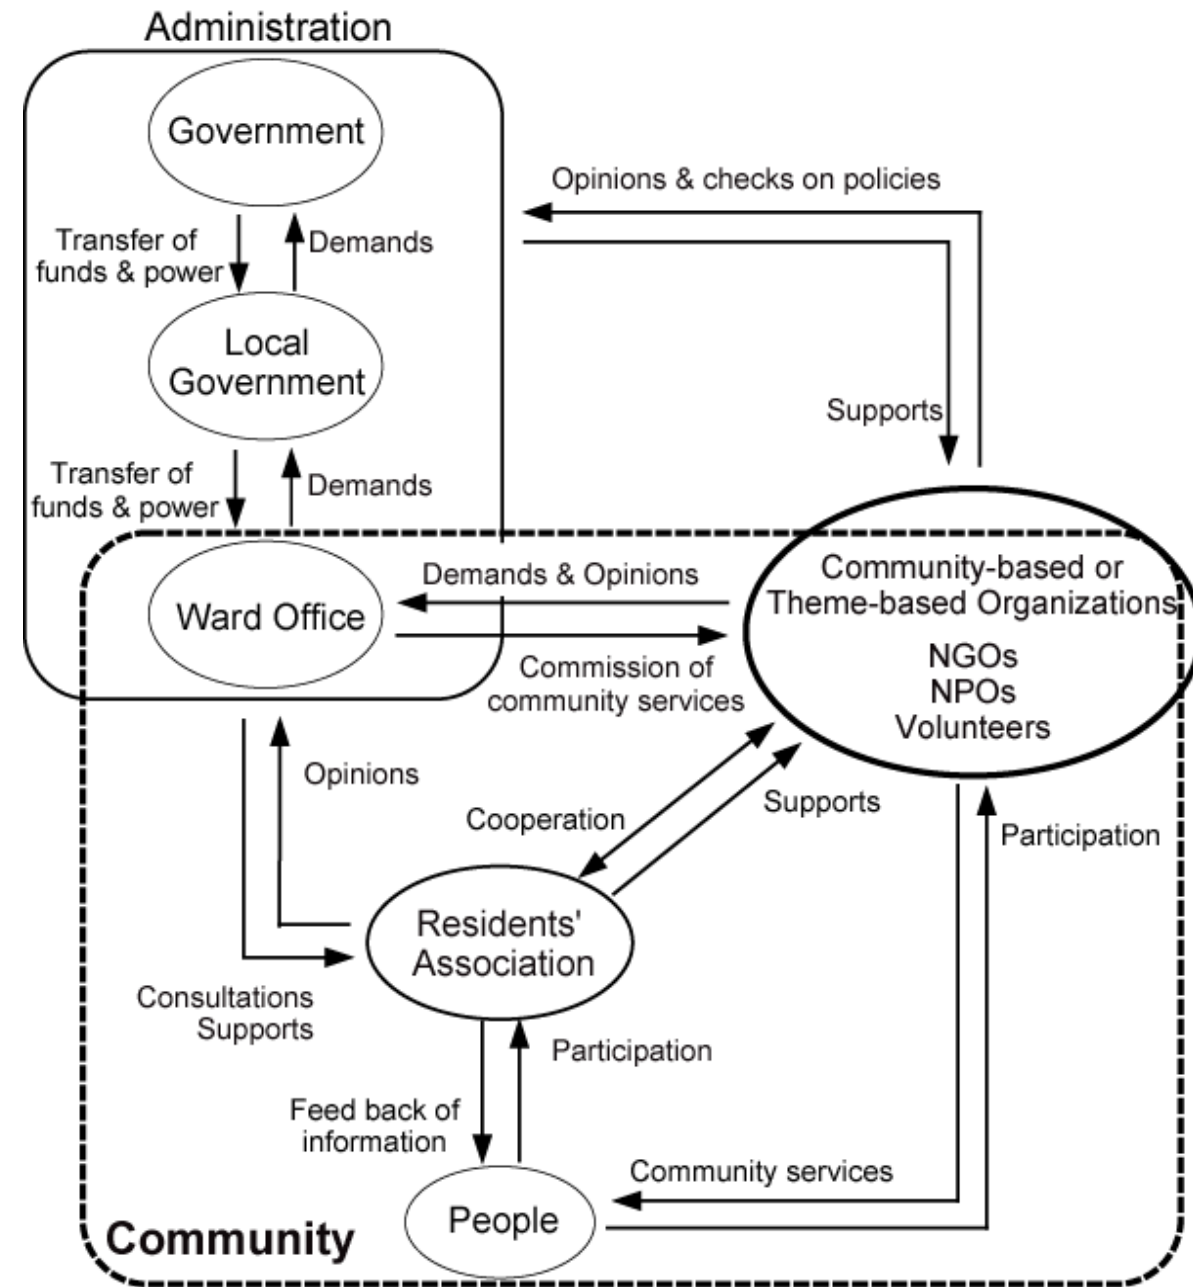 Administration
Government
Opinions & checks on policies
Transfer of
funds & power
Demands
Local
Government
Supports
Transfer of
funds & power
Demands
Community-based or
Theme-based Organizations
NGOs
NPOs
Volunteers
Demands & Opinions
Ward Office
Commission of
community services
Opinions
Cooperation
Supports
Participation
Residents'
Association
Consultations
Supports
Participation
Feed back of
information
Community services
People
Community